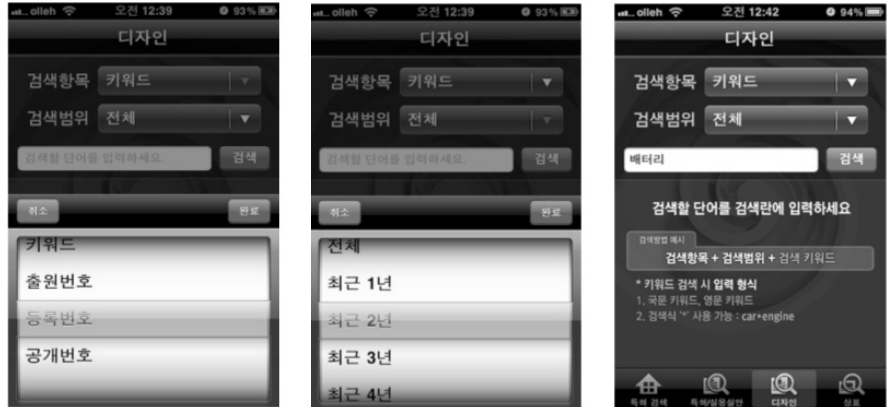 olleh 오전 12:39 93%
디자인
검색항목 키워드
검색범위 전체
검색할 단어를 입력하세요. 검색
취소 완료
키워드
출원번호
등록번호
공개번호
olleh 오전 12:39 93%
디자인
검색항목 키워드
검색범위 전체
검색할 단어를 입력하세요. 검색
취소 완료
전체
최근 1년
최근 2년
최근 3년
최근 4년
olleh 오전 12:42 94%
디자인
검색항목 키워드
검색범위 전체
배터리 검색
검색할 단어를 검색란에 입력하세요
검색방법 예시
검색항목 + 검색범위 + 검색 키워드
* 키워드 검색 시 입력 형식
1. 국문 키워드, 영문 키워드
2. 검색식 '*' 사용 가능 : car*engine
특허 검색 특허/실용실안 디자인 상표